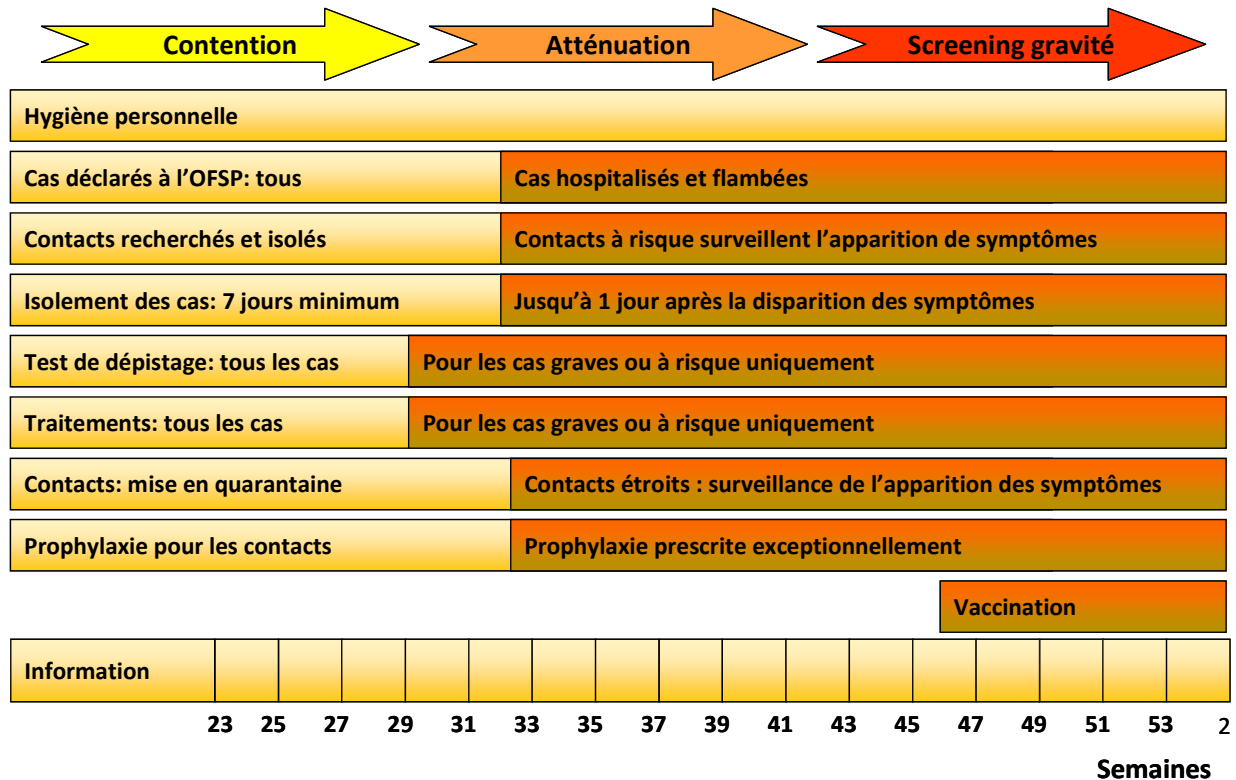 Contention Atténuation Screening gravité
Hygiène personnelle
Cas déclarés à l’OFSP: tous Cas hospitalisés et flambées
Contacts recherchés et isolés Contacts à risque surveillent l’apparition de symptômes
Isolement des cas: 7 jours minimum Jusqu’à 1 jour après la disparition des symptômes
Test de dépistage: tous les cas Pour les cas graves ou à risque uniquement
Traitements: tous les cas Pour les cas graves ou à risque uniquement
Contacts: mise en quarantaine Contacts étroits : surveillance de l’apparition des symptômes
Prophylaxie pour les contacts Prophylaxie prescrite exceptionnellement
Vaccination
Information
23 25 27 29 31 33 35 37 39 41 43 45 47 49 51 53 2
Semaines